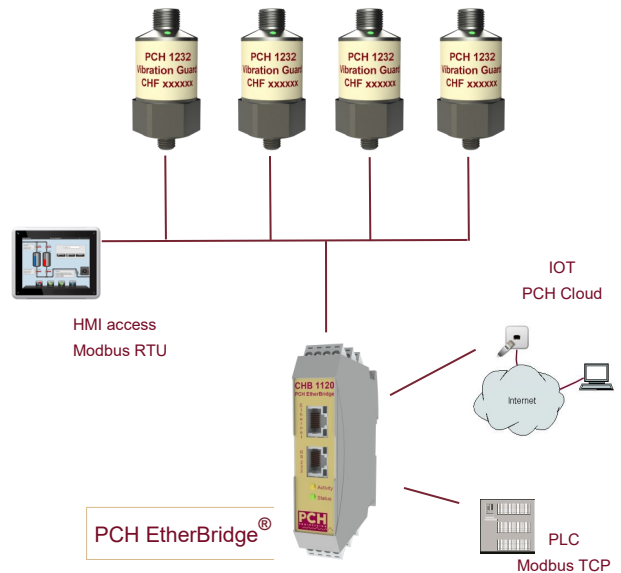 PCH 1232
Vibration Guard
CHF xxxxxx
PCH 1232
Vibration Guard
CHF xxxxxx
PCH 1232
Vibration Guard
CHF xxxxxx
PCH 1232
Vibration Guard
CHF xxxxxx
HMI access
Modbus RTU
IOT
PCH Cloud
Internet
CHB 1120
PCH EtherBridge
Activity
Status
PCH
PCH EtherBridge®
PLC
Modbus TCP